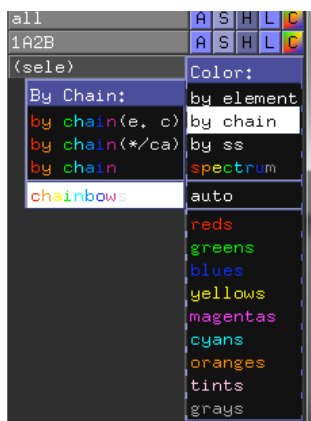 all A S H L C
1A2B A S H L C
(sele) Color:
By Chain:
by chain(e. c)
by chain(*/ca)
by chain
chainbows
by element
by chain
by ss
spectrum
auto
reds
greens
blues
yellows
magentas
cyans
oranges
tints
grays